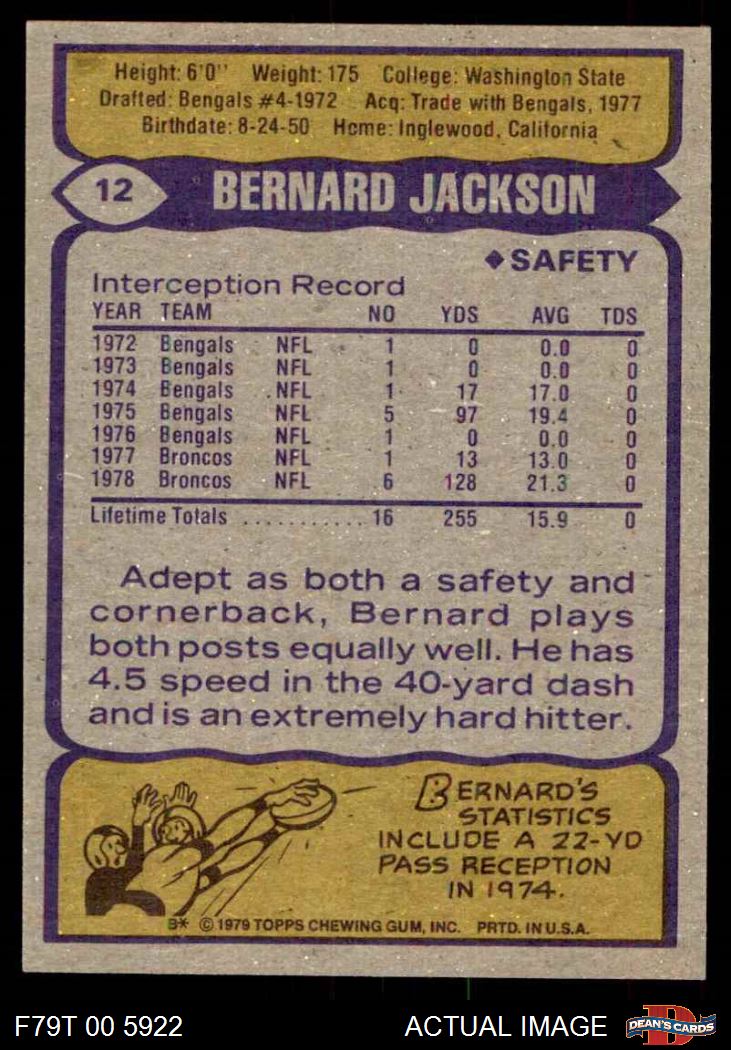 Height: 6'0" Weight: 175 College: Washington State
Drafted: Bengals #4-1972 Acq: Trade with Bengals, 1977
Birthdate: 8-24-50 Home: Inglewood, California
12 BERNARD JACKSON
◆SAFETY
Interception Record
YEAR TEAM NO YDS AVG TDS
1972 Bengals NFL 1 0 0.0 0
1973 Bengals NFL 1 0 0.0 0
1974 Bengals NFL 1 17 17.0 0
1975 Bengals NFL 5 97 19.4 0
1976 Bengals NFL 1 0 0.0 0
1977 Broncos NFL 1 13 13.0 0
1978 Broncos NFL 6 128 21.3 0
Lifetime Totals ............ 16 255 15.9 0
Adept as both a safety and
cornerback, Bernard plays
both posts equally well. He has
4.5 speed in the 40-yard dash
and is an extremely hard hitter.
BERNARD'S
STATISTICS
INCLUDE A 22-YD
PASS RECEPTION
IN 1974.
B* © 1979 TOPPS CHEWING GUM, INC. PRTD. IN U.S.A.
F79T 00 5922 ACTUAL IMAGE DEAN'S CARDS